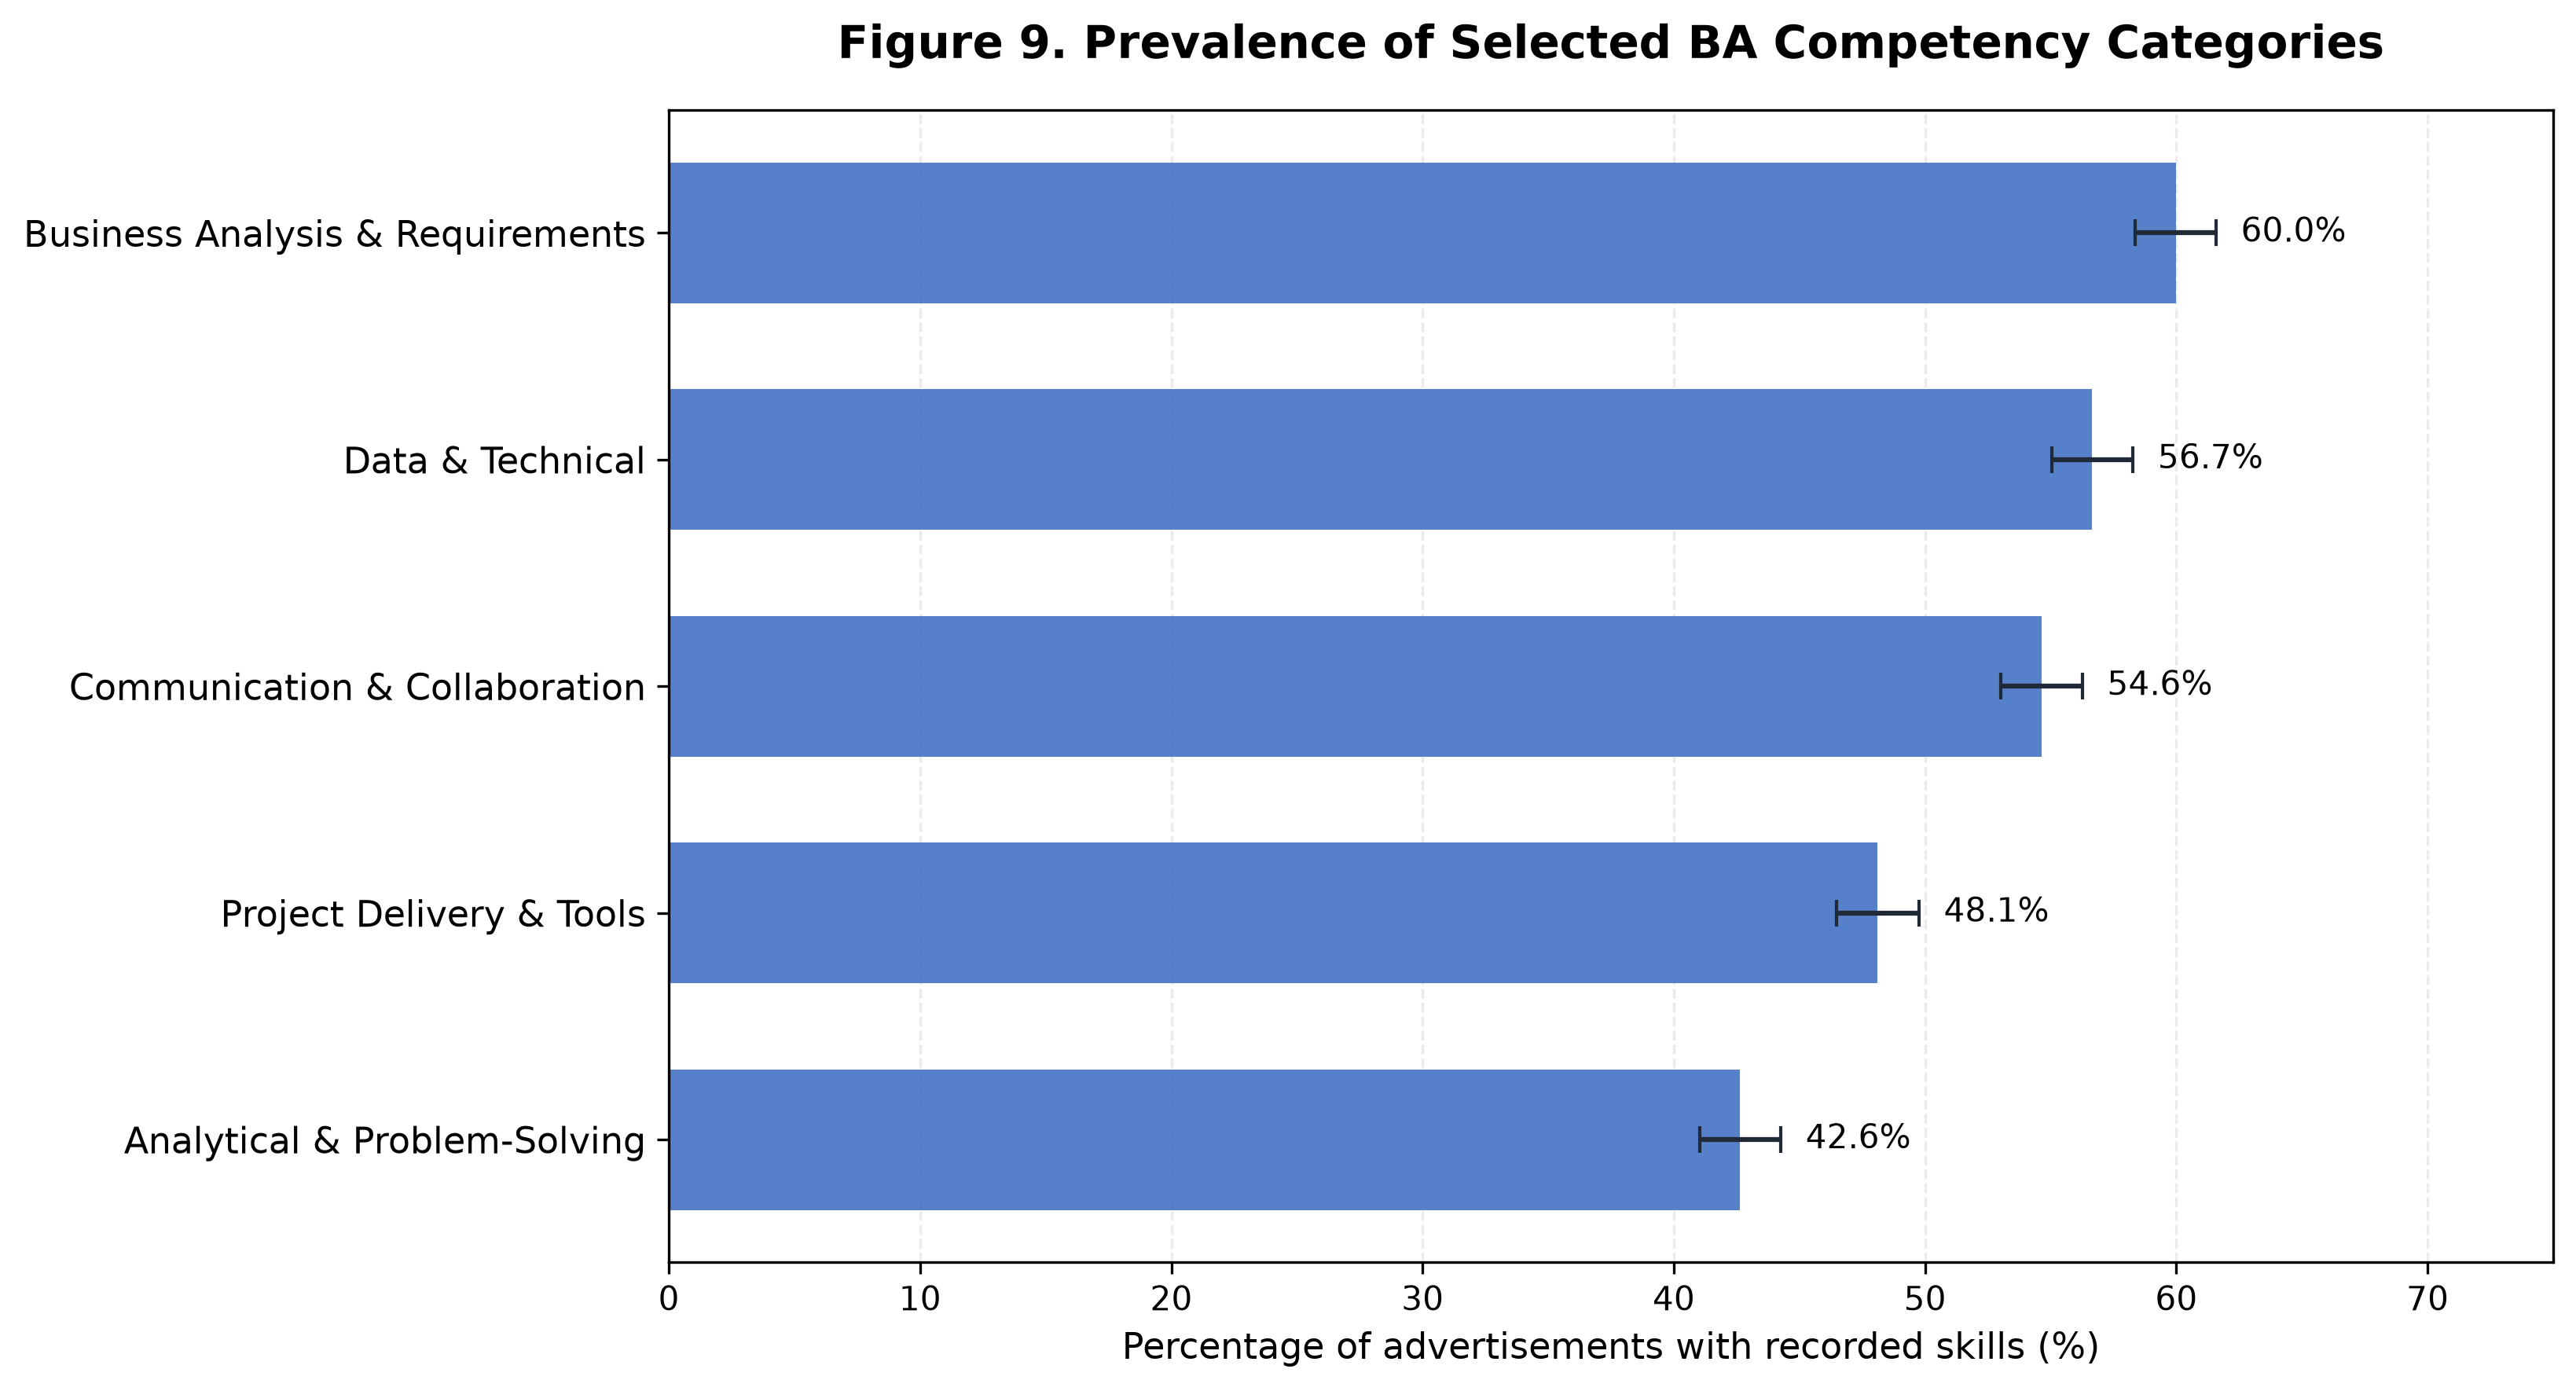 Figure 9. Prevalence of Selected BA Competency Categories
Business Analysis & Requirements
60.0%
Data & Technical
56.7%
Communication & Collaboration
54.6%
Project Delivery & Tools
48.1%
Analytical & Problem-Solving
42.6%
0 10 20 30 40 50 60 70
Percentage of advertisements with recorded skills (%)